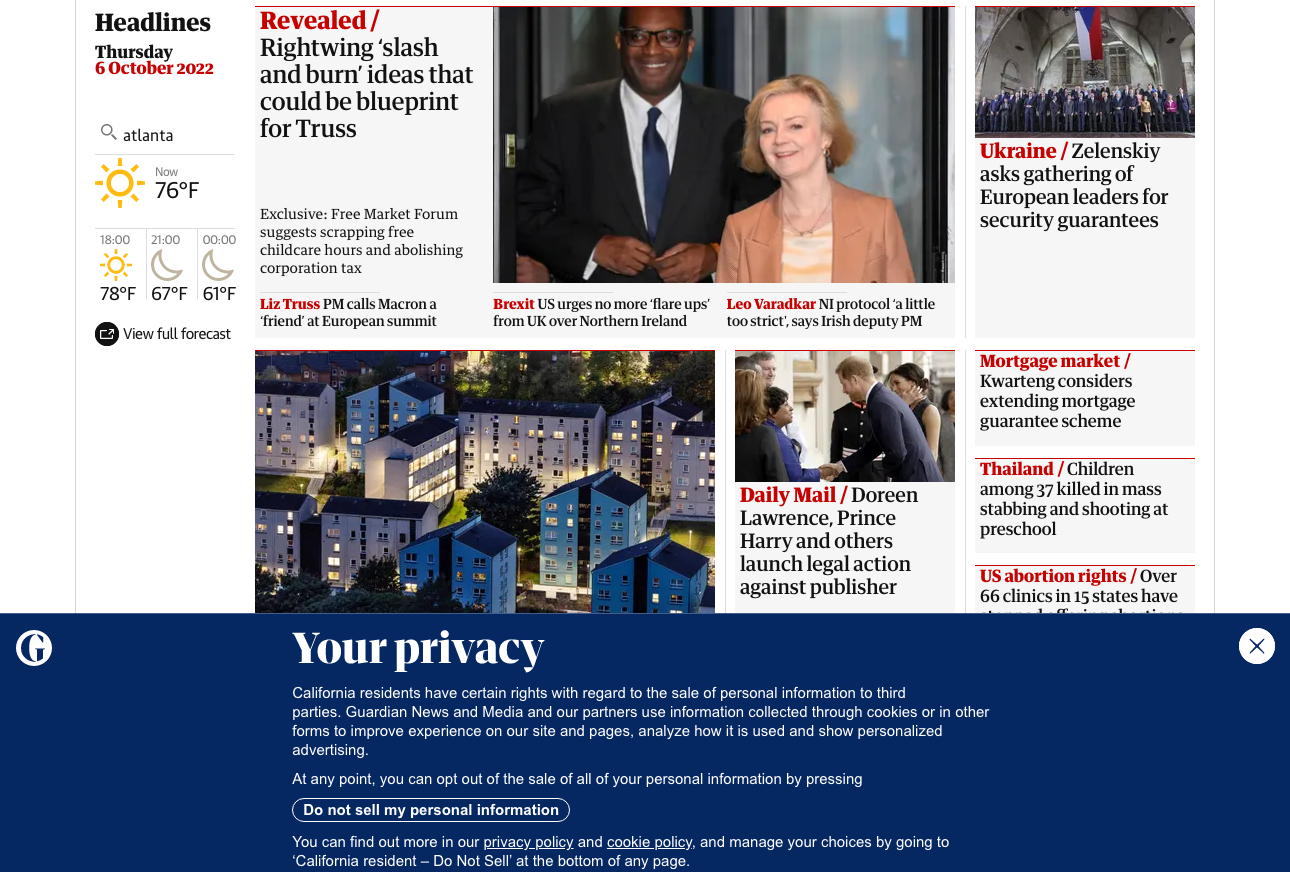 Headlines
Thursday
6 October 2022
atlanta
Now
76°F
18:00
21:00
00:00
78°F
67°F
61°F
View full forecast
Revealed /
Rightwing ‘slash
and burn’ ideas that
could be blueprint
for Truss
Exclusive: Free Market Forum
suggests scrapping free
childcare hours and abolishing
corporation tax
Liz Truss PM calls Macron a
‘friend’ at European summit
Brexit US urges no more ‘flare ups’
from UK over Northern Ireland
Leo Varadkar NI protocol ‘a little
too strict’, says Irish deputy PM
Ukraine / Zelenskiy
asks gathering of
European leaders for
security guarantees
Daily Mail / Doreen
Lawrence, Prince
Harry and others
launch legal action
against publisher
Mortgage market /
Kwarteng considers
extending mortgage
guarantee scheme
Thailand / Children
among 37 killed in mass
stabbing and shooting at
preschool
US abortion rights / Over
66 clinics in 15 states have
Your privacy
California residents have certain rights with regard to the sale of personal information to third
parties. Guardian News and Media and our partners use information collected through cookies or in other
forms to improve experience on our site and pages, analyze how it is used and show personalized
advertising.
At any point, you can opt out of the sale of all of your personal information by pressing
Do not sell my personal information
You can find out more in our privacy policy and cookie policy, and manage your choices by going to
‘California resident – Do Not Sell’ at the bottom of any page.